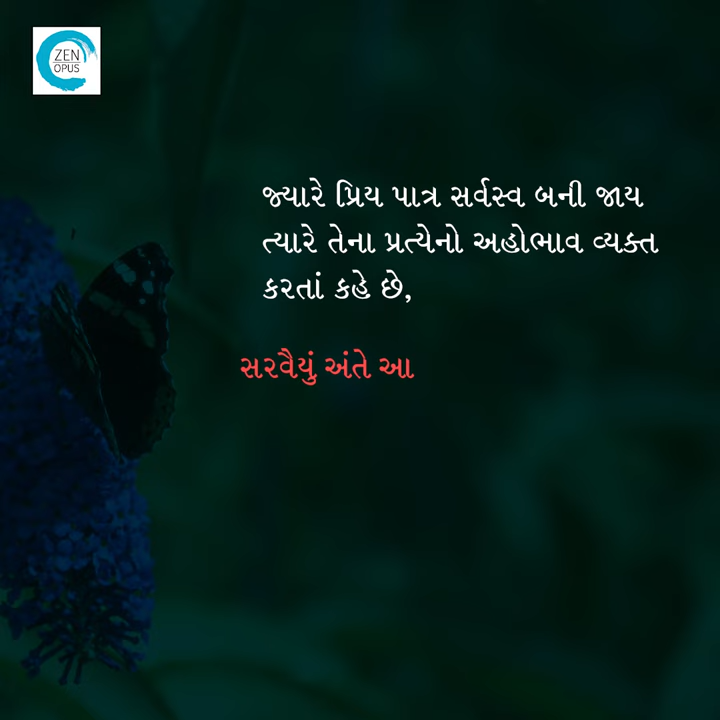 ZEN
OPUS
જ્યારે પ્રિય પાત્ર સર્વસ્વ બની જાય
ત્યારે તેના પ્રત્યેનો અહોભાવ વ્યક્ત
કરતાં કહે છે,
સરવૈયું અંતે આ